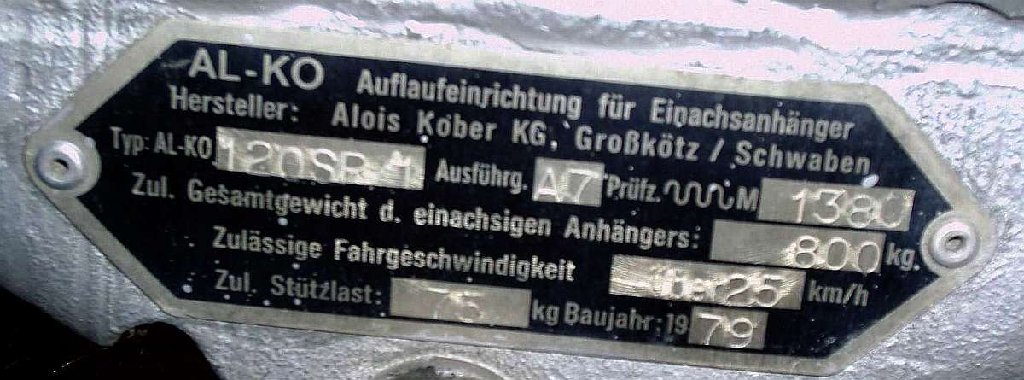 AL-KO Auflaufeinrichtung für Einachsanhänger
Hersteller: Alois Kober KG, Großkötz / Schwaben
Typ: AL-KO 120SR/1 Ausführg. A7 Prüfz. M 1380
Zul. Gesamtgewicht d. einachsigen Anhängers: 800 kg.
Zulässige Fahrgeschwindigkeit über 25 km/h
Zul. Stützlast: 75 kg Baujahr: 1979